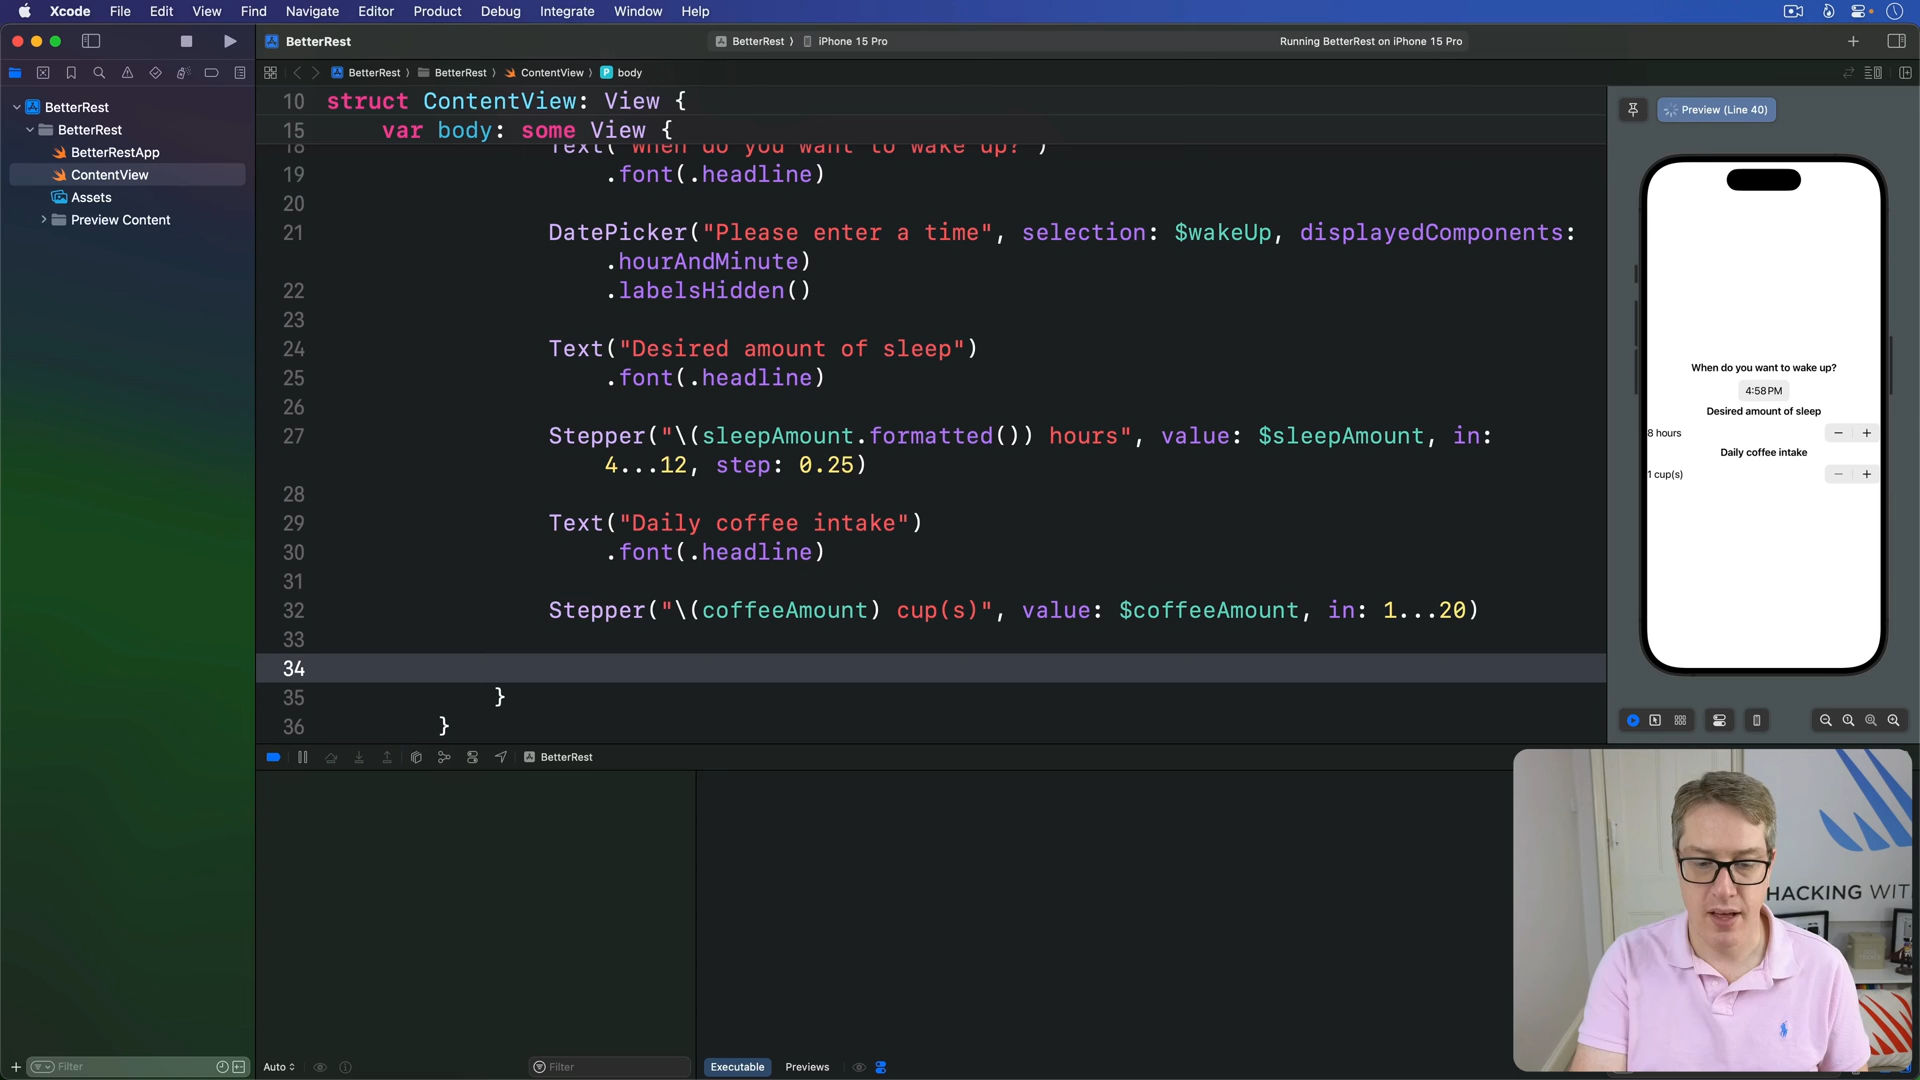 Xcode File Edit View Find Navigate Editor Product Debug Integrate Window Help
BetterRest
BetterRest 〉 iPhone 15 Pro
Running BetterRest on iPhone 15 Pro
BetterRest 〉 BetterRest 〉 ContentView 〉 P body
BetterRest
BetterRest
BetterRestApp
ContentView
Assets
Preview Content
10 struct ContentView: View {
15 var body: some View {
18 Text("When do you want to wake up?")
19 .font(.headline)
20
21 DatePicker("Please enter a time", selection: $wakeUp, displayedComponents:
.hourAndMinute)
22 .labelsHidden()
23
24 Text("Desired amount of sleep")
25 .font(.headline)
26
27 Stepper("\(sleepAmount.formatted()) hours", value: $sleepAmount, in:
4...12, step: 0.25)
28
29 Text("Daily coffee intake")
30 .font(.headline)
31
32 Stepper("\(coffeeAmount) cup(s)", value: $coffeeAmount, in: 1...20)
33
34
35 }
36 }
Preview (Line 40)
When do you want to wake up?
4:58 PM
Desired amount of sleep
8 hours − +
Daily coffee intake
1 cup(s) − +
BetterRest
HACKING WIT
Filter
Auto
Filter
Executable Previews